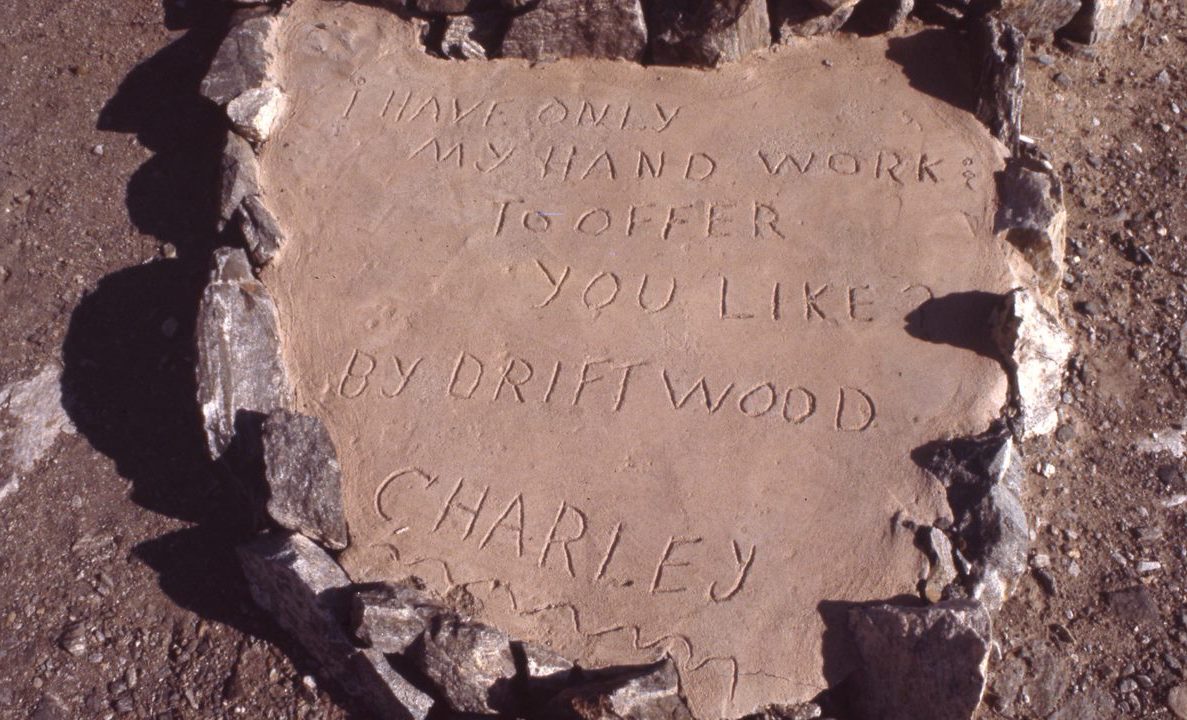 i HAVE ONLY
MY HAND WORK:
TO OFFER
YOU LIKE?
BY DRIFTWOOD
CHARLEY